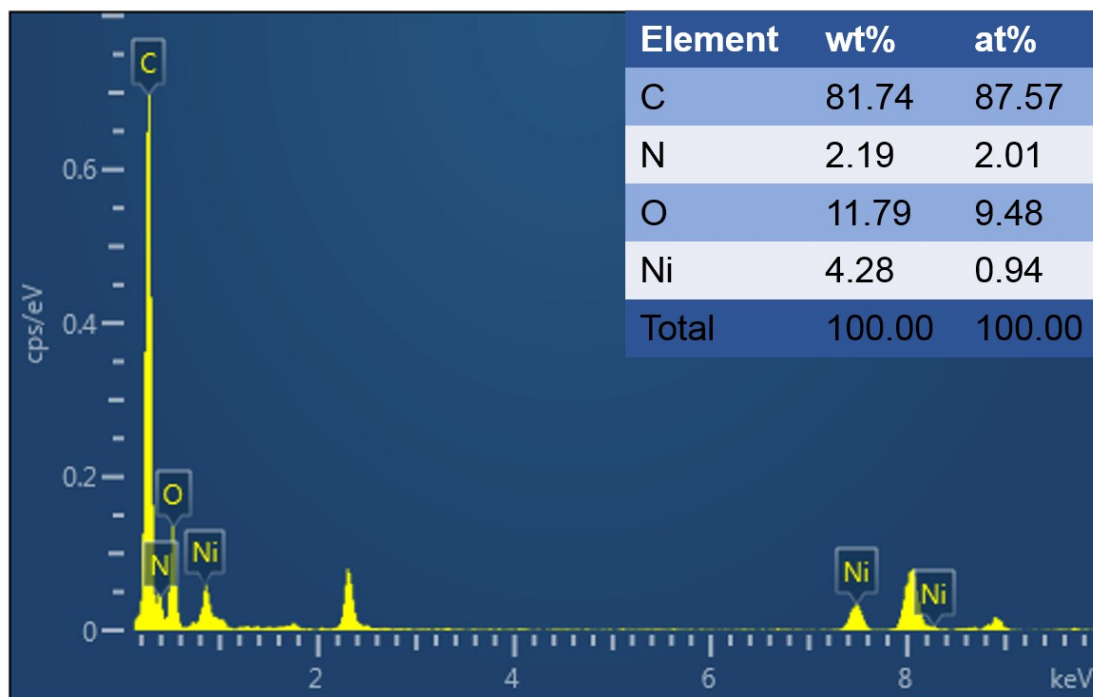 Element wt% at%
C 81.74 87.57
N 2.19 2.01
O 11.79 9.48
Ni 4.28 0.94
Total 100.00 100.00
C
O
N
Ni
Ni
Ni
cps/eV
0.6
0.4
0.2
0
2 4 6 8 keV